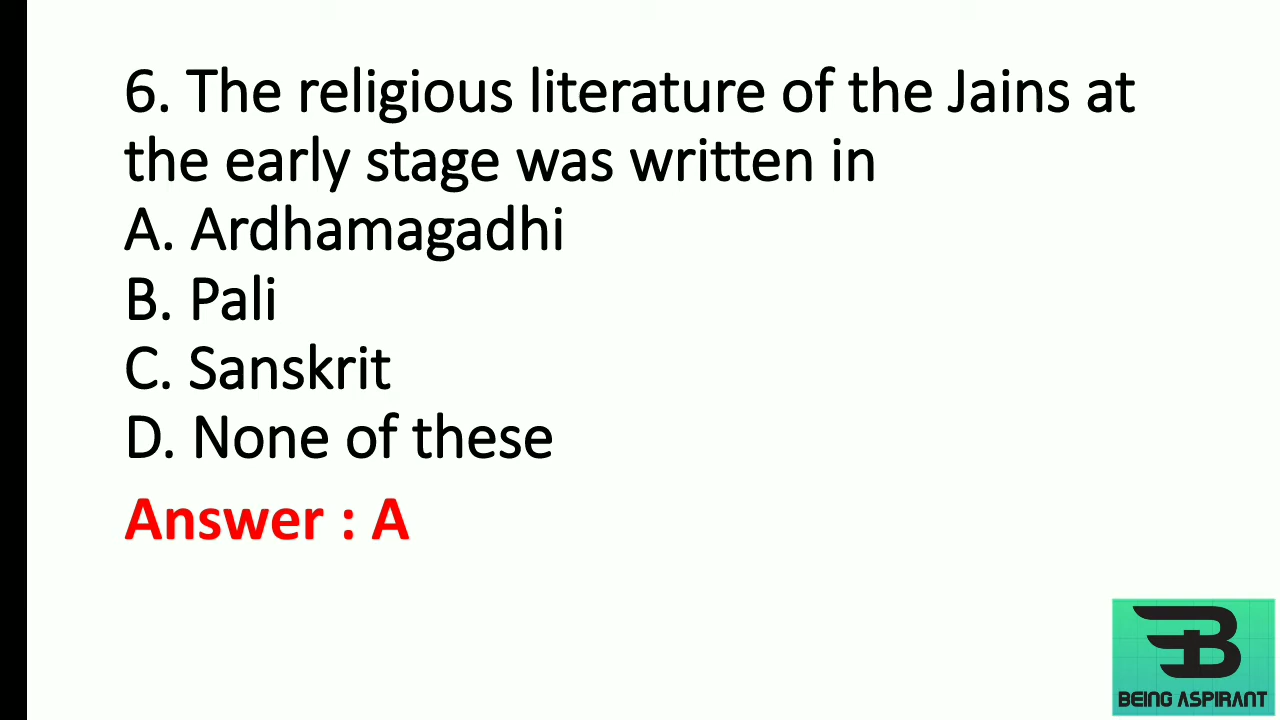 6. The religious literature of the Jains at
the early stage was written in
A. Ardhamagadhi
B. Pali
C. Sanskrit
D. None of these
Answer : A
B
BEING ASPIRANT